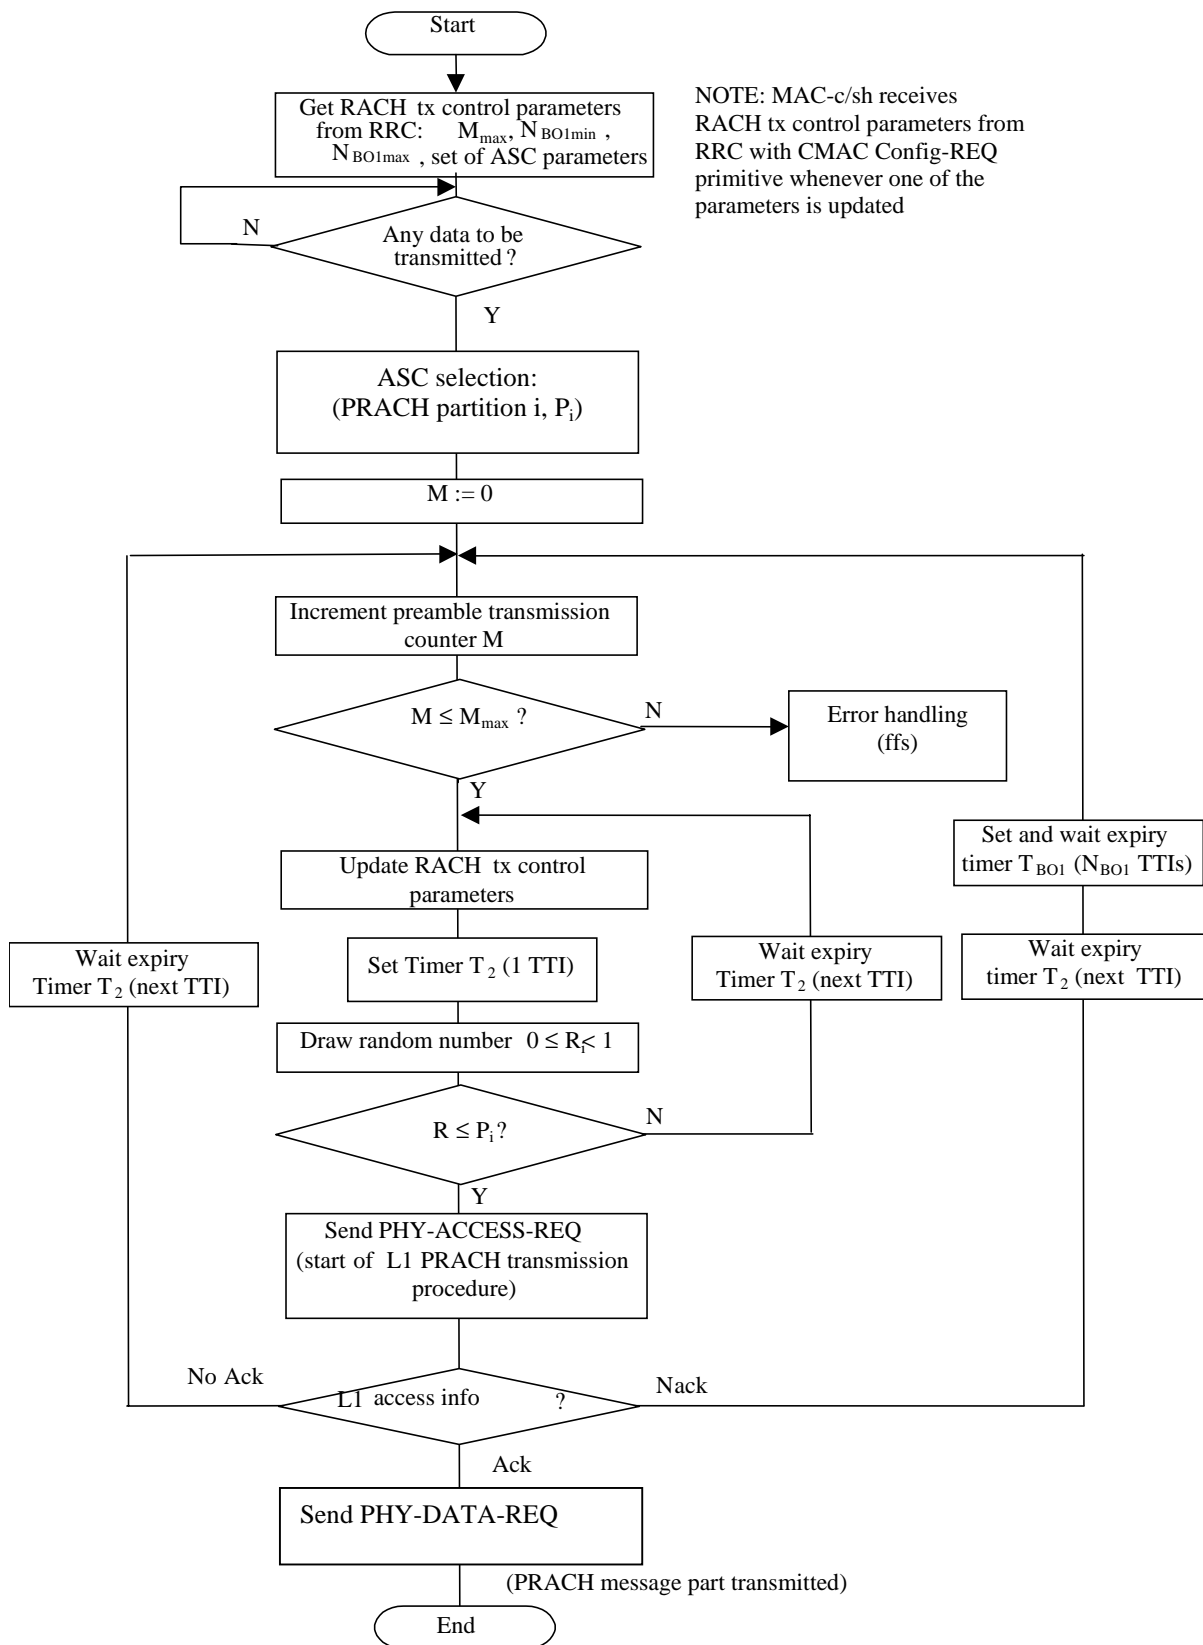 Start
Get RACH tx control parameters
from RRC: Mmax, NBO1min ,
NBO1max , set of ASC parameters
NOTE: MAC-c/sh receives
RACH tx control parameters from
RRC with CMAC Config-REQ
primitive whenever one of the
parameters is updated
N
Any data to be
transmitted ?
Y
ASC selection:
(PRACH partition i, Pi)
M := 0
Increment preamble transmission
counter M
M ≤ Mmax ?
N
Error handling
(ffs)
Y
Set and wait expiry
timer TBO1 (NBO1 TTIs)
Update RACH tx control
parameters
Wait expiry
Timer T2 (next TTI)
Set Timer T2 (1 TTI)
Wait expiry
Timer T2 (next TTI)
Wait expiry
timer T2 (next TTI)
Draw random number 0 ≤ Ri< 1
R ≤ Pi?
N
Y
Send PHY-ACCESS-REQ
(start of L1 PRACH transmission
procedure)
No Ack
L1 access info ?
Nack
Ack
Send PHY-DATA-REQ
(PRACH message part transmitted)
End